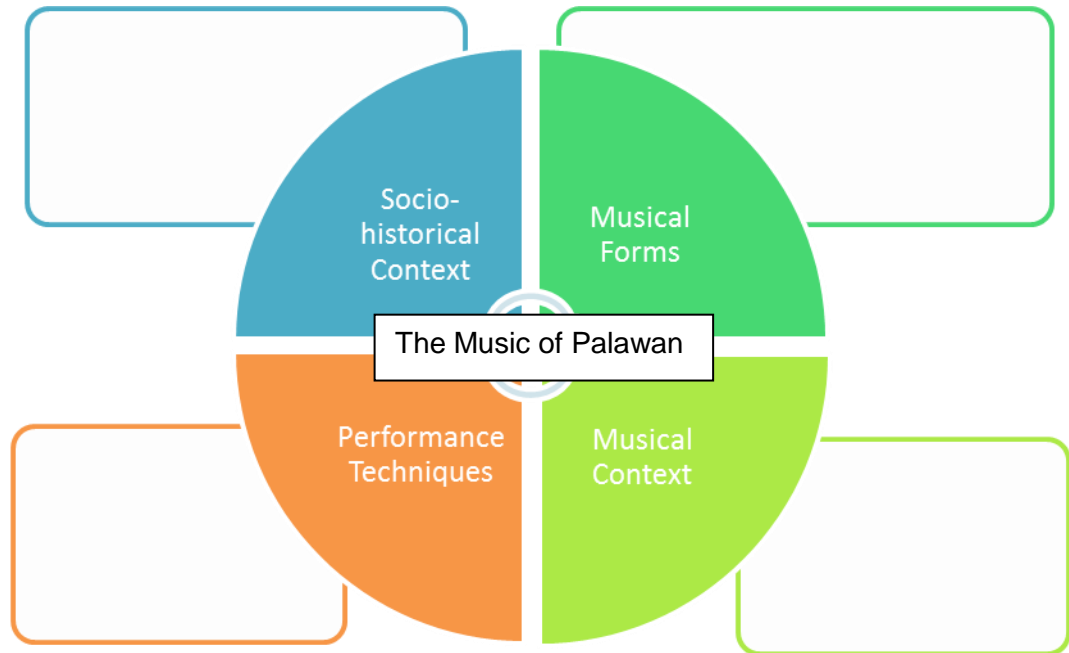 Socio-
historical
Context
Musical
Forms
The Music of Palawan
Performance
Techniques
Musical
Context